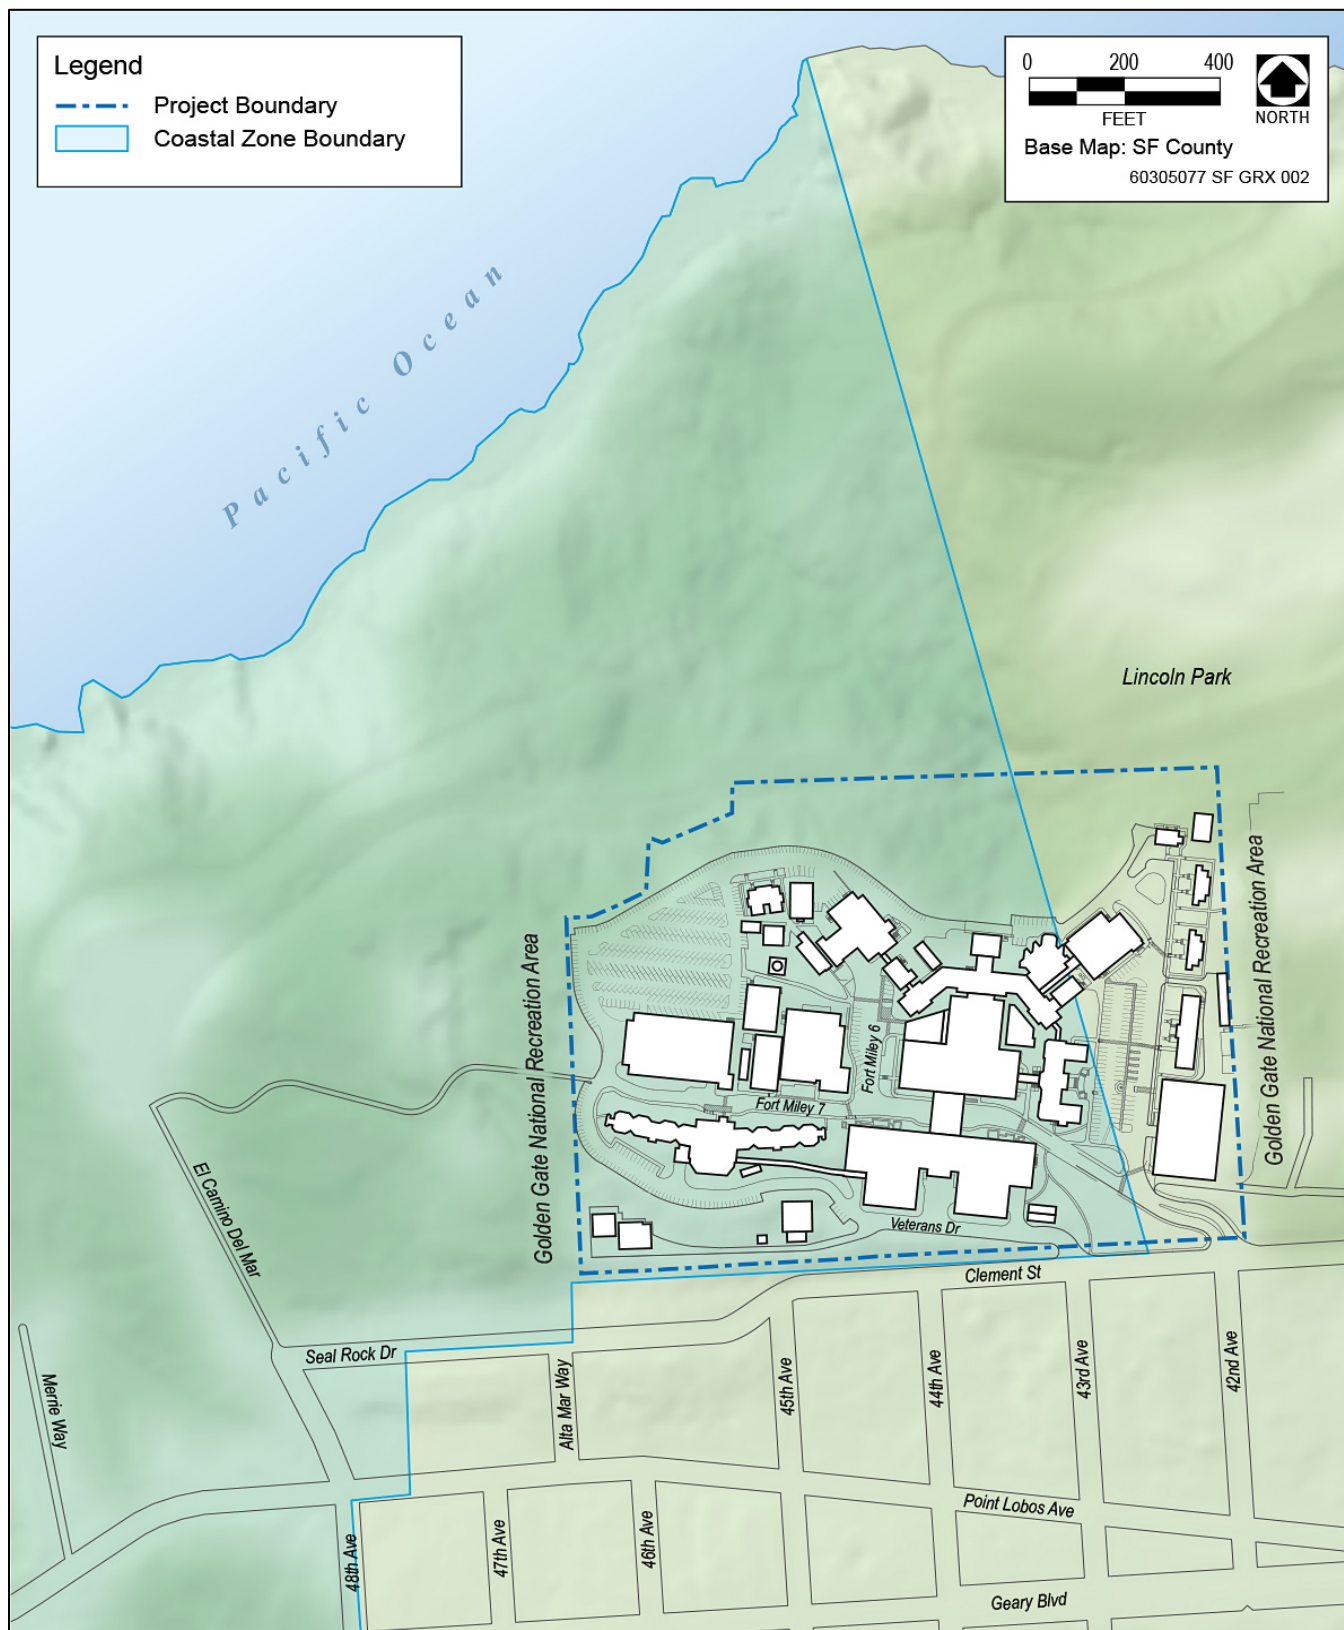 Legend
Project Boundary
Coastal Zone Boundary
0 200 400
FEET
NORTH
Base Map: SF County
60305077 SF GRX 002
Pacific Ocean
Lincoln Park
Golden Gate National Recreation Area
Golden Gate National Recreation Area
Fort Miley 6
Fort Miley 7
Veterans Dr
El Camino Del Mar
Clement St
Seal Rock Dr
Merrie Way
Alta Mar Way
45th Ave
44th Ave
43rd Ave
42nd Ave
Point Lobos Ave
48th Ave
47th Ave
46th Ave
Geary Blvd